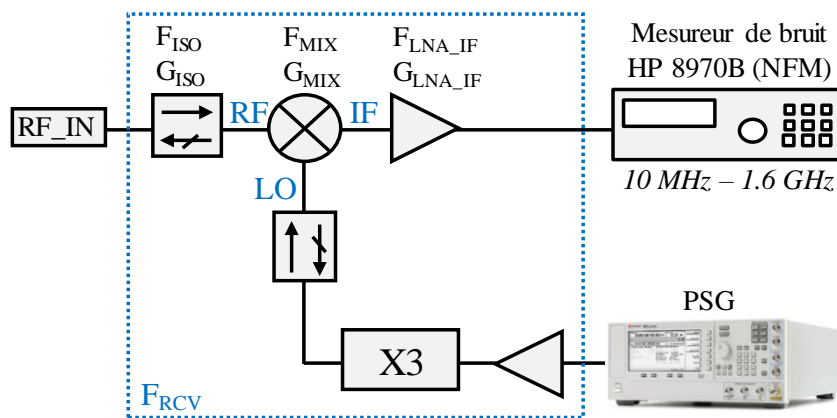 F_ISO
G_ISO
F_MIX
G_MIX
F_LNA_IF
G_LNA_IF
Mesureur de bruit
HP 8970B (NFM)
RF_IN
RF
IF
LO
10 MHz – 1.6 GHz
PSG
X3
F_RCV